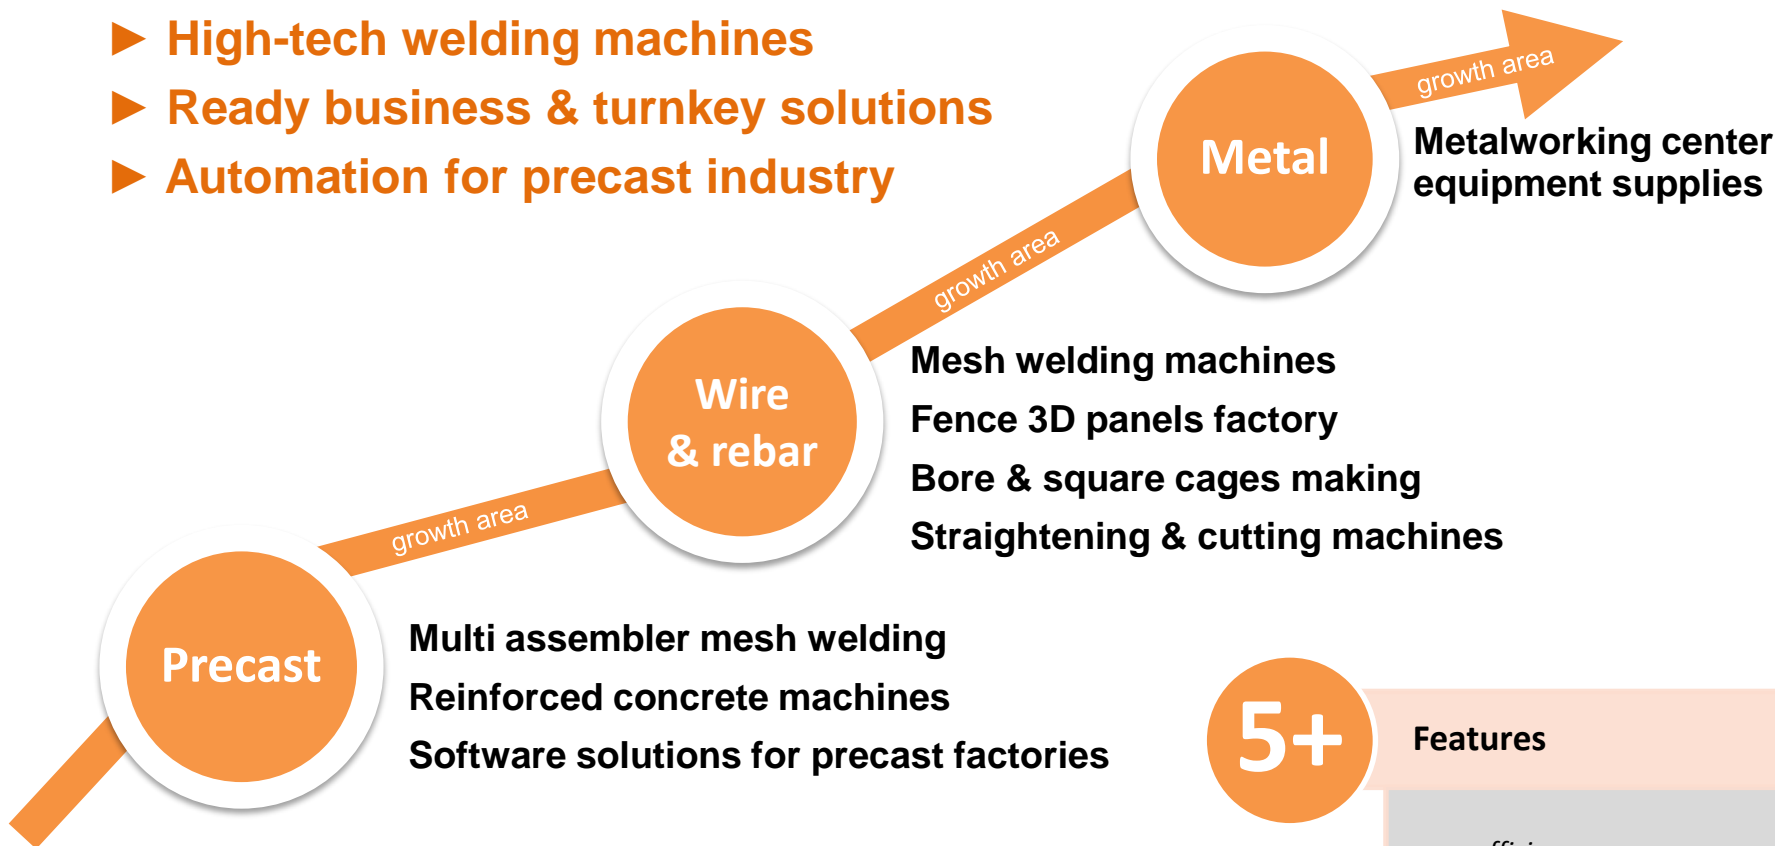 ► High-tech welding machines
► Ready business & turnkey solutions
► Automation for precast industry
growth area
Metal
Metalworking center
equipment supplies
growth area
Wire
& rebar
Mesh welding machines
Fence 3D panels factory
Bore & square cages making
Straightening & cutting machines
growth area
Precast
Multi assembler mesh welding
Reinforced concrete machines
Software solutions for precast factories
5+
Features